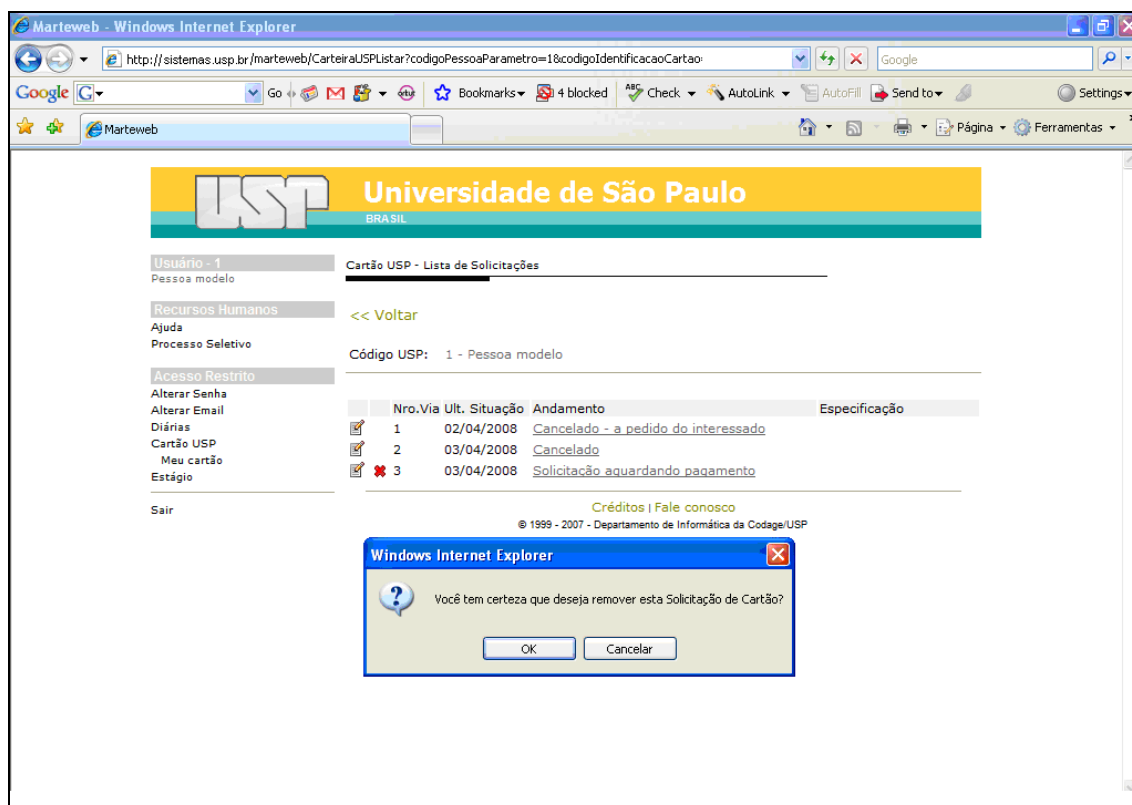 Marteweb - Windows Internet Explorer
http://sistemas.usp.br/marteweb/CarteiraUSPListar?codigoPessoaParametro=1&codigoIdentificacaoCartao:
Google
Google G Go ortut Bookmarks 4 blocked ABC Check AutoLink AutoFill Send to Settings
Marteweb
Página Ferramentas
USP
Universidade de São Paulo
BRASIL
Usuário - 1
Pessoa modelo
Recursos Humanos
Ajuda
Processo Seletivo
Acesso Restrito
Alterar Senha
Alterar Email
Diárias
Cartão USP
Meu cartão
Estágio
Sair
Cartão USP - Lista de Solicitações
<< Voltar
Código USP: 1 - Pessoa modelo
Nro.Via Ult. Situação Andamento Especificação
1 02/04/2008 Cancelado - a pedido do interessado
2 03/04/2008 Cancelado
3 03/04/2008 Solicitação aguardando pagamento
Créditos | Fale conosco
© 1999 - 2007 - Departamento de Informática da Codage/USP
Windows Internet Explorer
Você tem certeza que deseja remover esta Solicitação de Cartão?
OK Cancelar